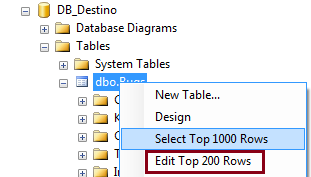 DB_Destino
Database Diagrams
Tables
System Tables
dbo.Bugs
New Table...
Design
Select Top 1000 Rows
Edit Top 200 Rows